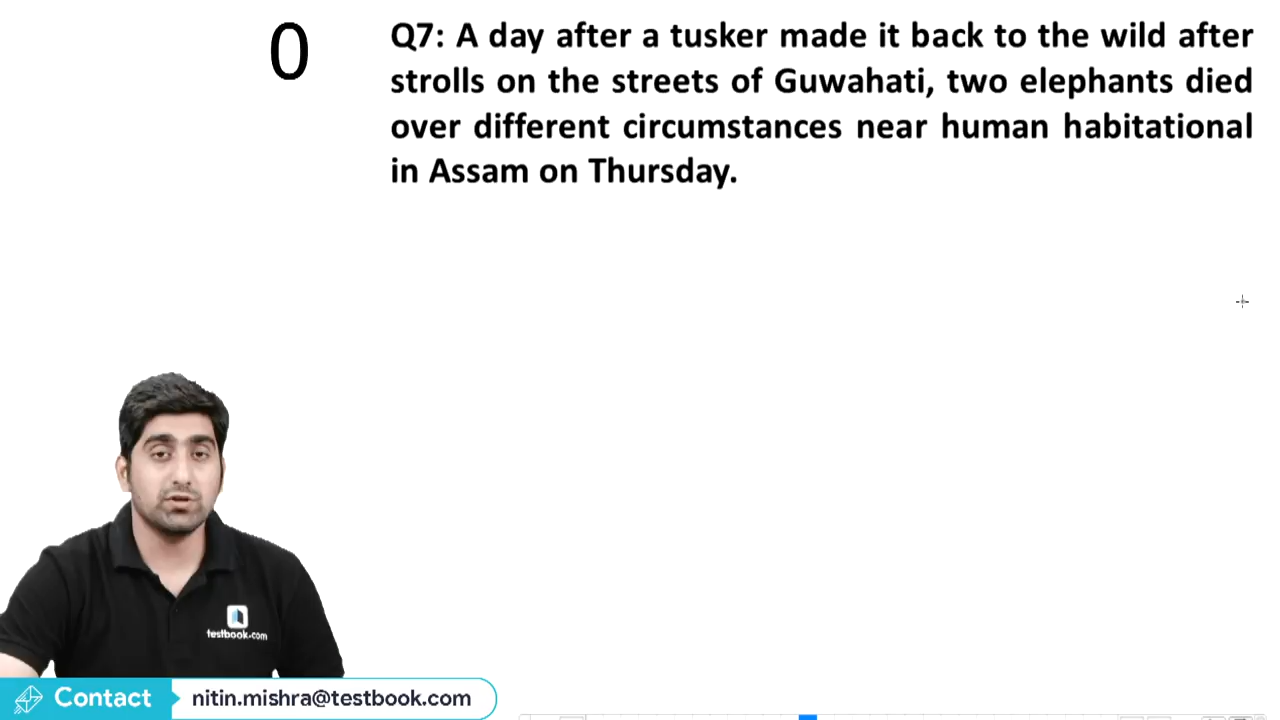 0
Q7: A day after a tusker made it back to the wild after
strolls on the streets of Guwahati, two elephants died
over different circumstances near human habitational
in Assam on Thursday.
testbook.com
Contact
nitin.mishra@testbook.com